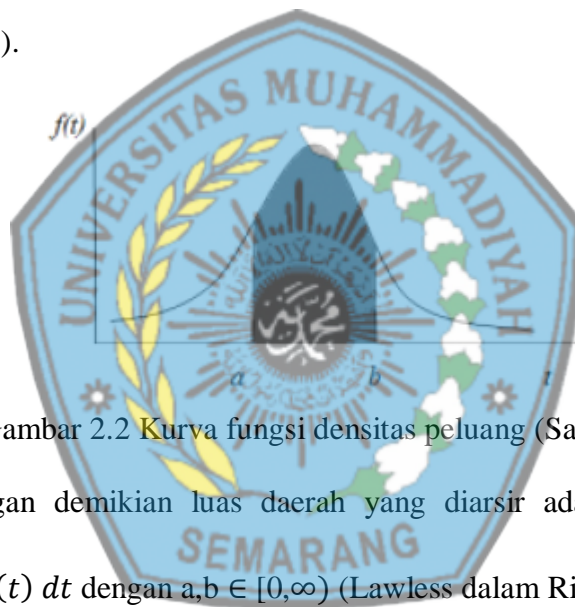 ).
UNIVERSITAS MUHAMMADIYAH
f(t)
a b t
ambar 2.2 Kurva fungsi densitas peluang (Sa
gan demikian luas daerah yang diarsir ada
SEMARANG
(t) dt dengan a,b ∈ [0,∞) (Lawless dalam Ri